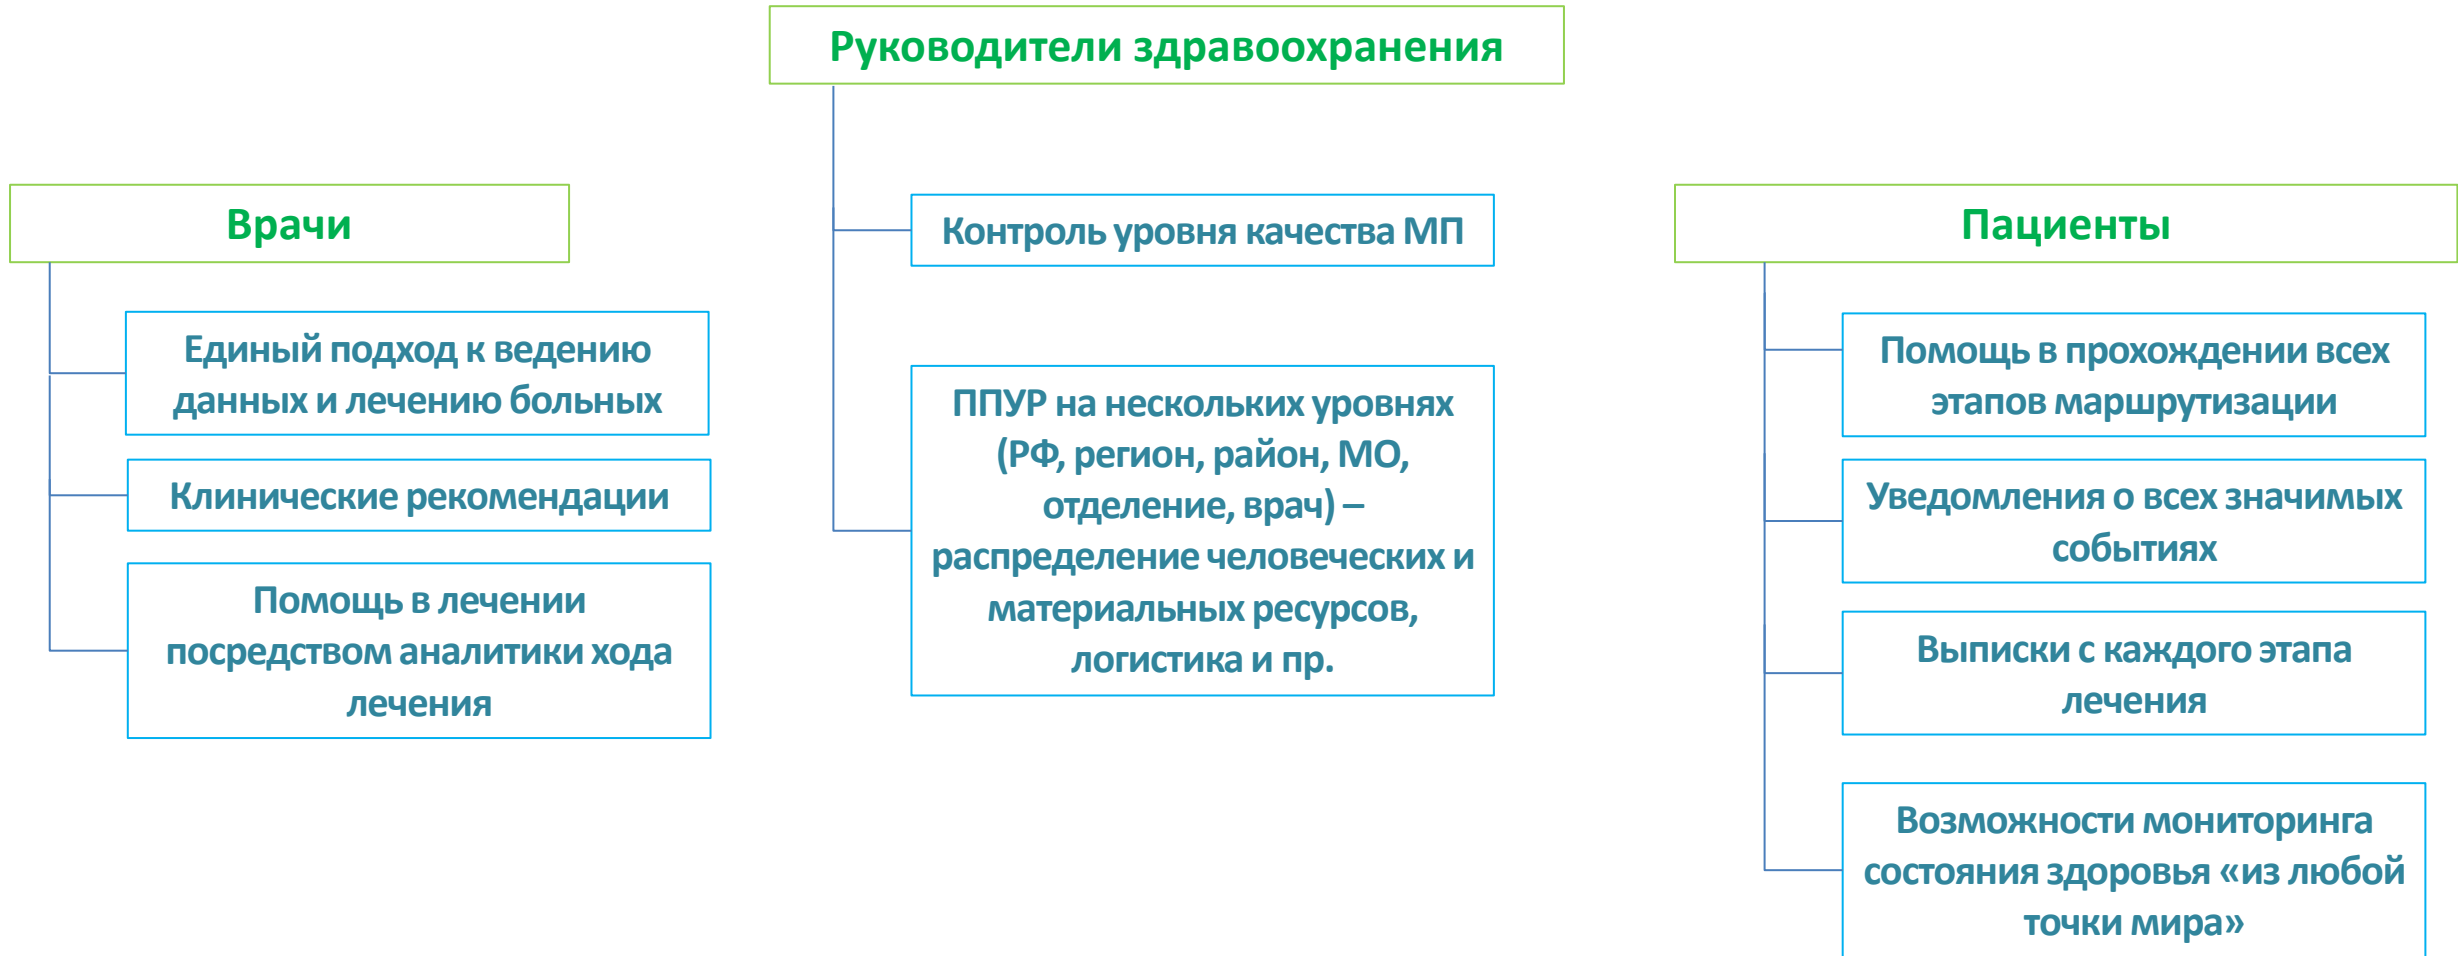 Руководители здравоохранения
Врачи
Единый подход к ведению
данных и лечению больных
Клинические рекомендации
Помощь в лечении
посредством аналитики хода
лечения
Контроль уровня качества МП
ППУР на нескольких уровнях
(РФ, регион, район, МО,
отделение, врач) –
распределение человеческих и
материальных ресурсов,
логистика и пр.
Пациенты
Помощь в прохождении всех
этапов маршрутизации
Уведомления о всех значимых
событиях
Выписки с каждого этапа
лечения
Возможности мониторинга
состояния здоровья «из любой
точки мира»